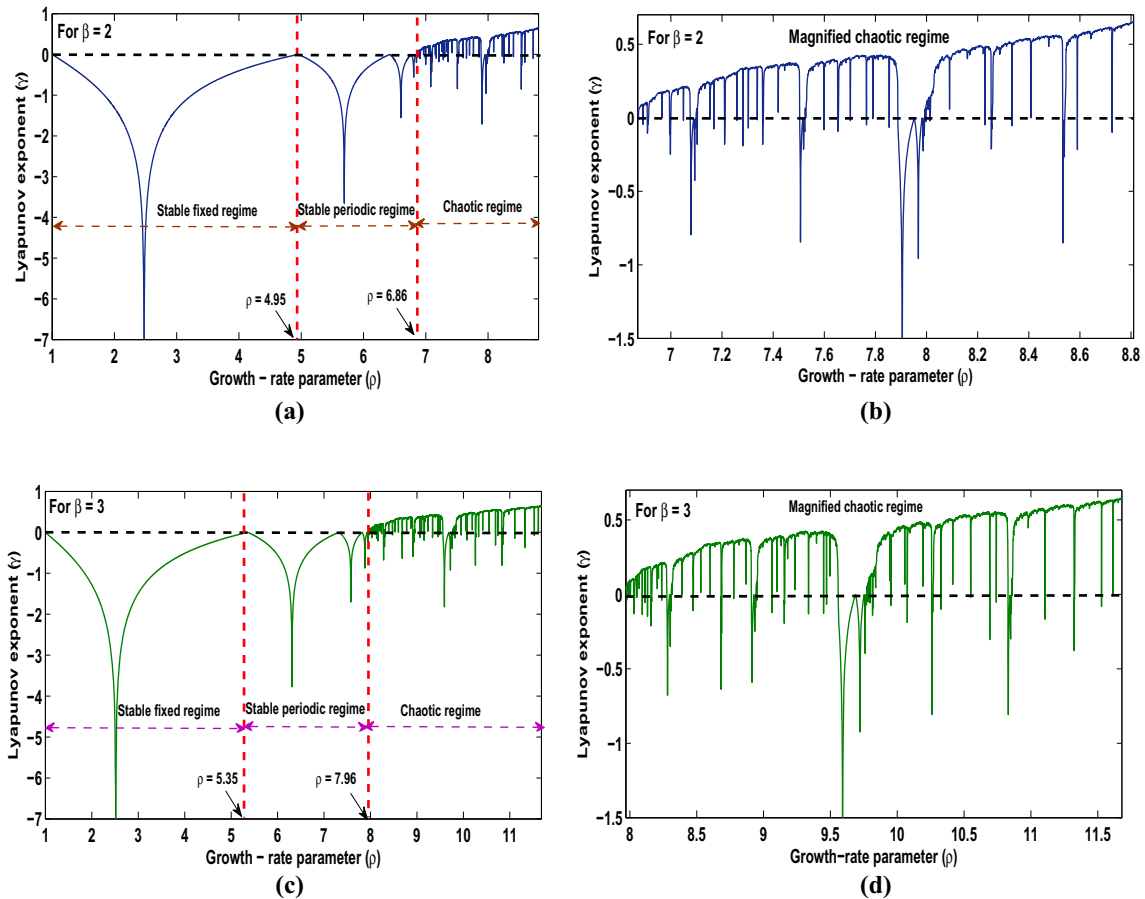 For β = 2
Lyapunov exponent (γ)
1
0
-1
-2
-3
-4
-5
-6
-7
Stable fixed regime
Stable periodic regime
Chaotic regime
ρ = 4.95
ρ = 6.86
1 2 3 4 5 6 7 8
Growth – rate parameter (ρ)
(a)
For β = 2
Magnified chaotic regime
Lyapunov exponent (γ)
0.5
0
-0.5
-1
-1.5
7 7.2 7.4 7.6 7.8 8 8.2 8.4 8.6 8.8
Growth – rate parameter (ρ)
(b)
For β = 3
Lyapunov exponent (γ)
1
0
-1
-2
-3
-4
-5
-6
-7
Stable fixed regime
Stable periodic regime
Chaotic regime
ρ = 5.35
ρ = 7.96
1 2 3 4 5 6 7 8 9 10 11
Growth – rate parameter (ρ)
(c)
For β = 3
Magnified chaotic regime
Lyapunov exponent (γ)
0.5
0
-0.5
-1
-1.5
8 8.5 9 9.5 10 10.5 11 11.5
Growth–rate parameter (ρ)
(d)